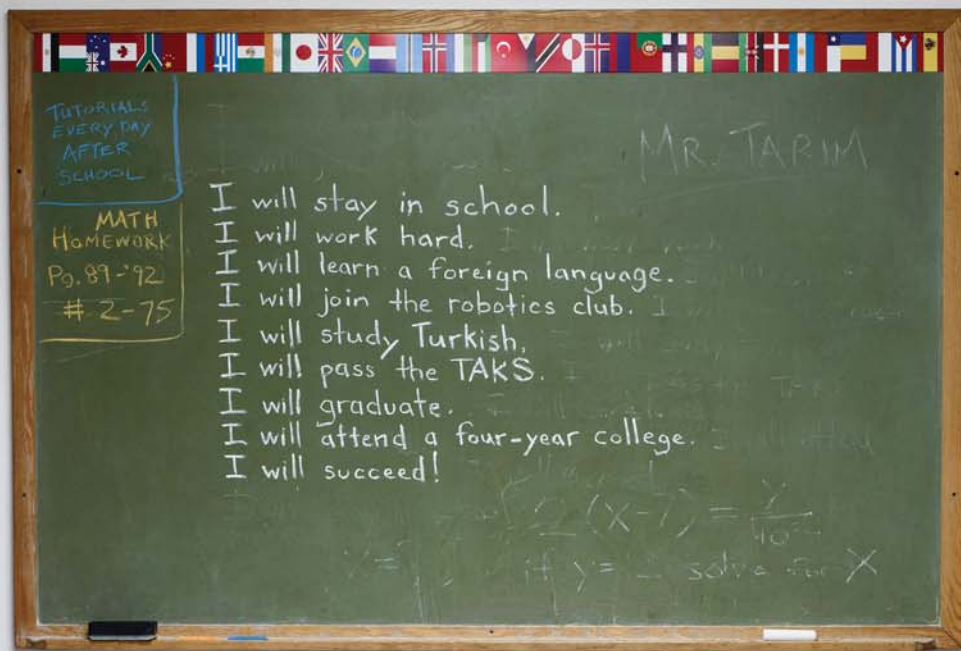 TUTORIALS
EVERY DAY
AFTER
SCHOOL
MATH
HOMEWORK
Pg. 89-'92
# 2-75
MR. TARIM
I will stay in school.
I will work hard.
I will learn a foreign language.
I will join the robotics club.
I will study Turkish.
I will pass the TAKS.
I will graduate.
I will attend a four-year college.
I will succeed!
(X-7) = Y
if y= solve for X